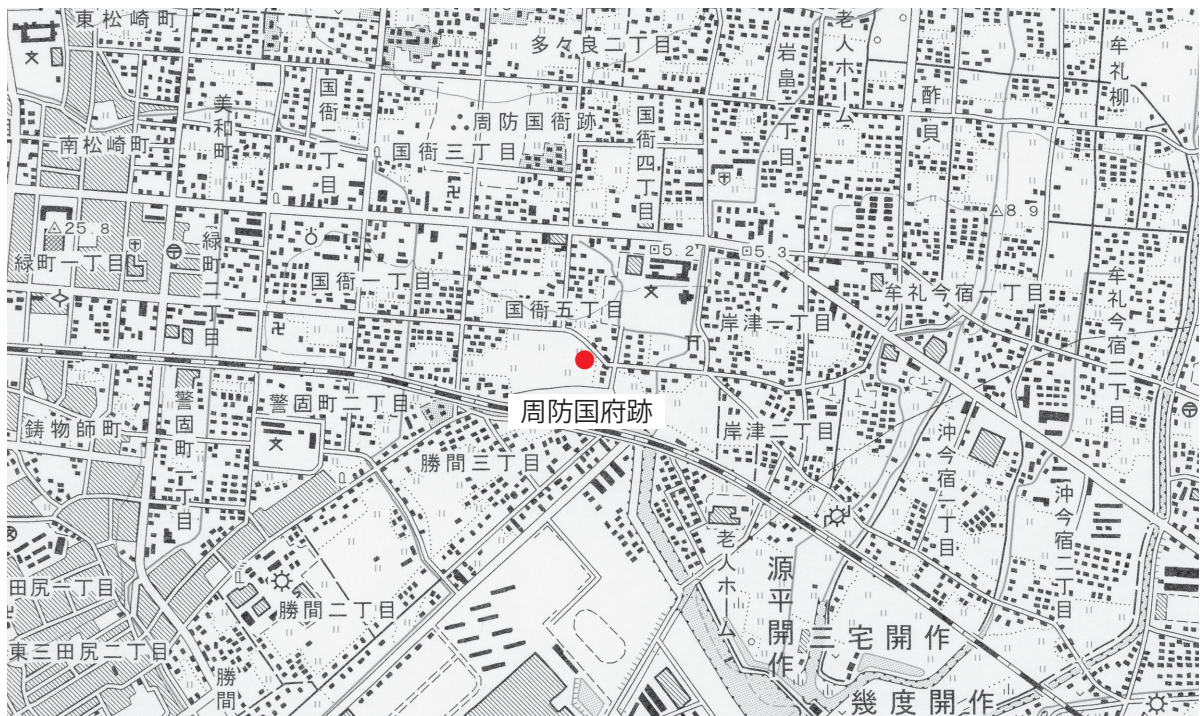 東松崎町
多々良二丁目
岩畠一丁目
老人ホーム
牟礼柳
酢貝
国衙二丁目
美和町
周防国衙跡
国衙三丁目
国衙四丁目
南松崎町
25.8
緑町一丁目
緑町二丁目
国衙一丁目
国衙五丁目
5.2
5.3
8.9
牟礼今宿一丁目
牟礼今宿二丁目
岸津一丁目
周防国府跡
警固町二丁目
鋳物師町
警固町一丁目
勝間三丁目
岸津二丁目
沖今宿一丁目
沖今宿二丁目
老人ホーム
源平開作
三宅開作
幾度開作
田尻一丁目
勝間二丁目
東三田尻二丁目
勝間